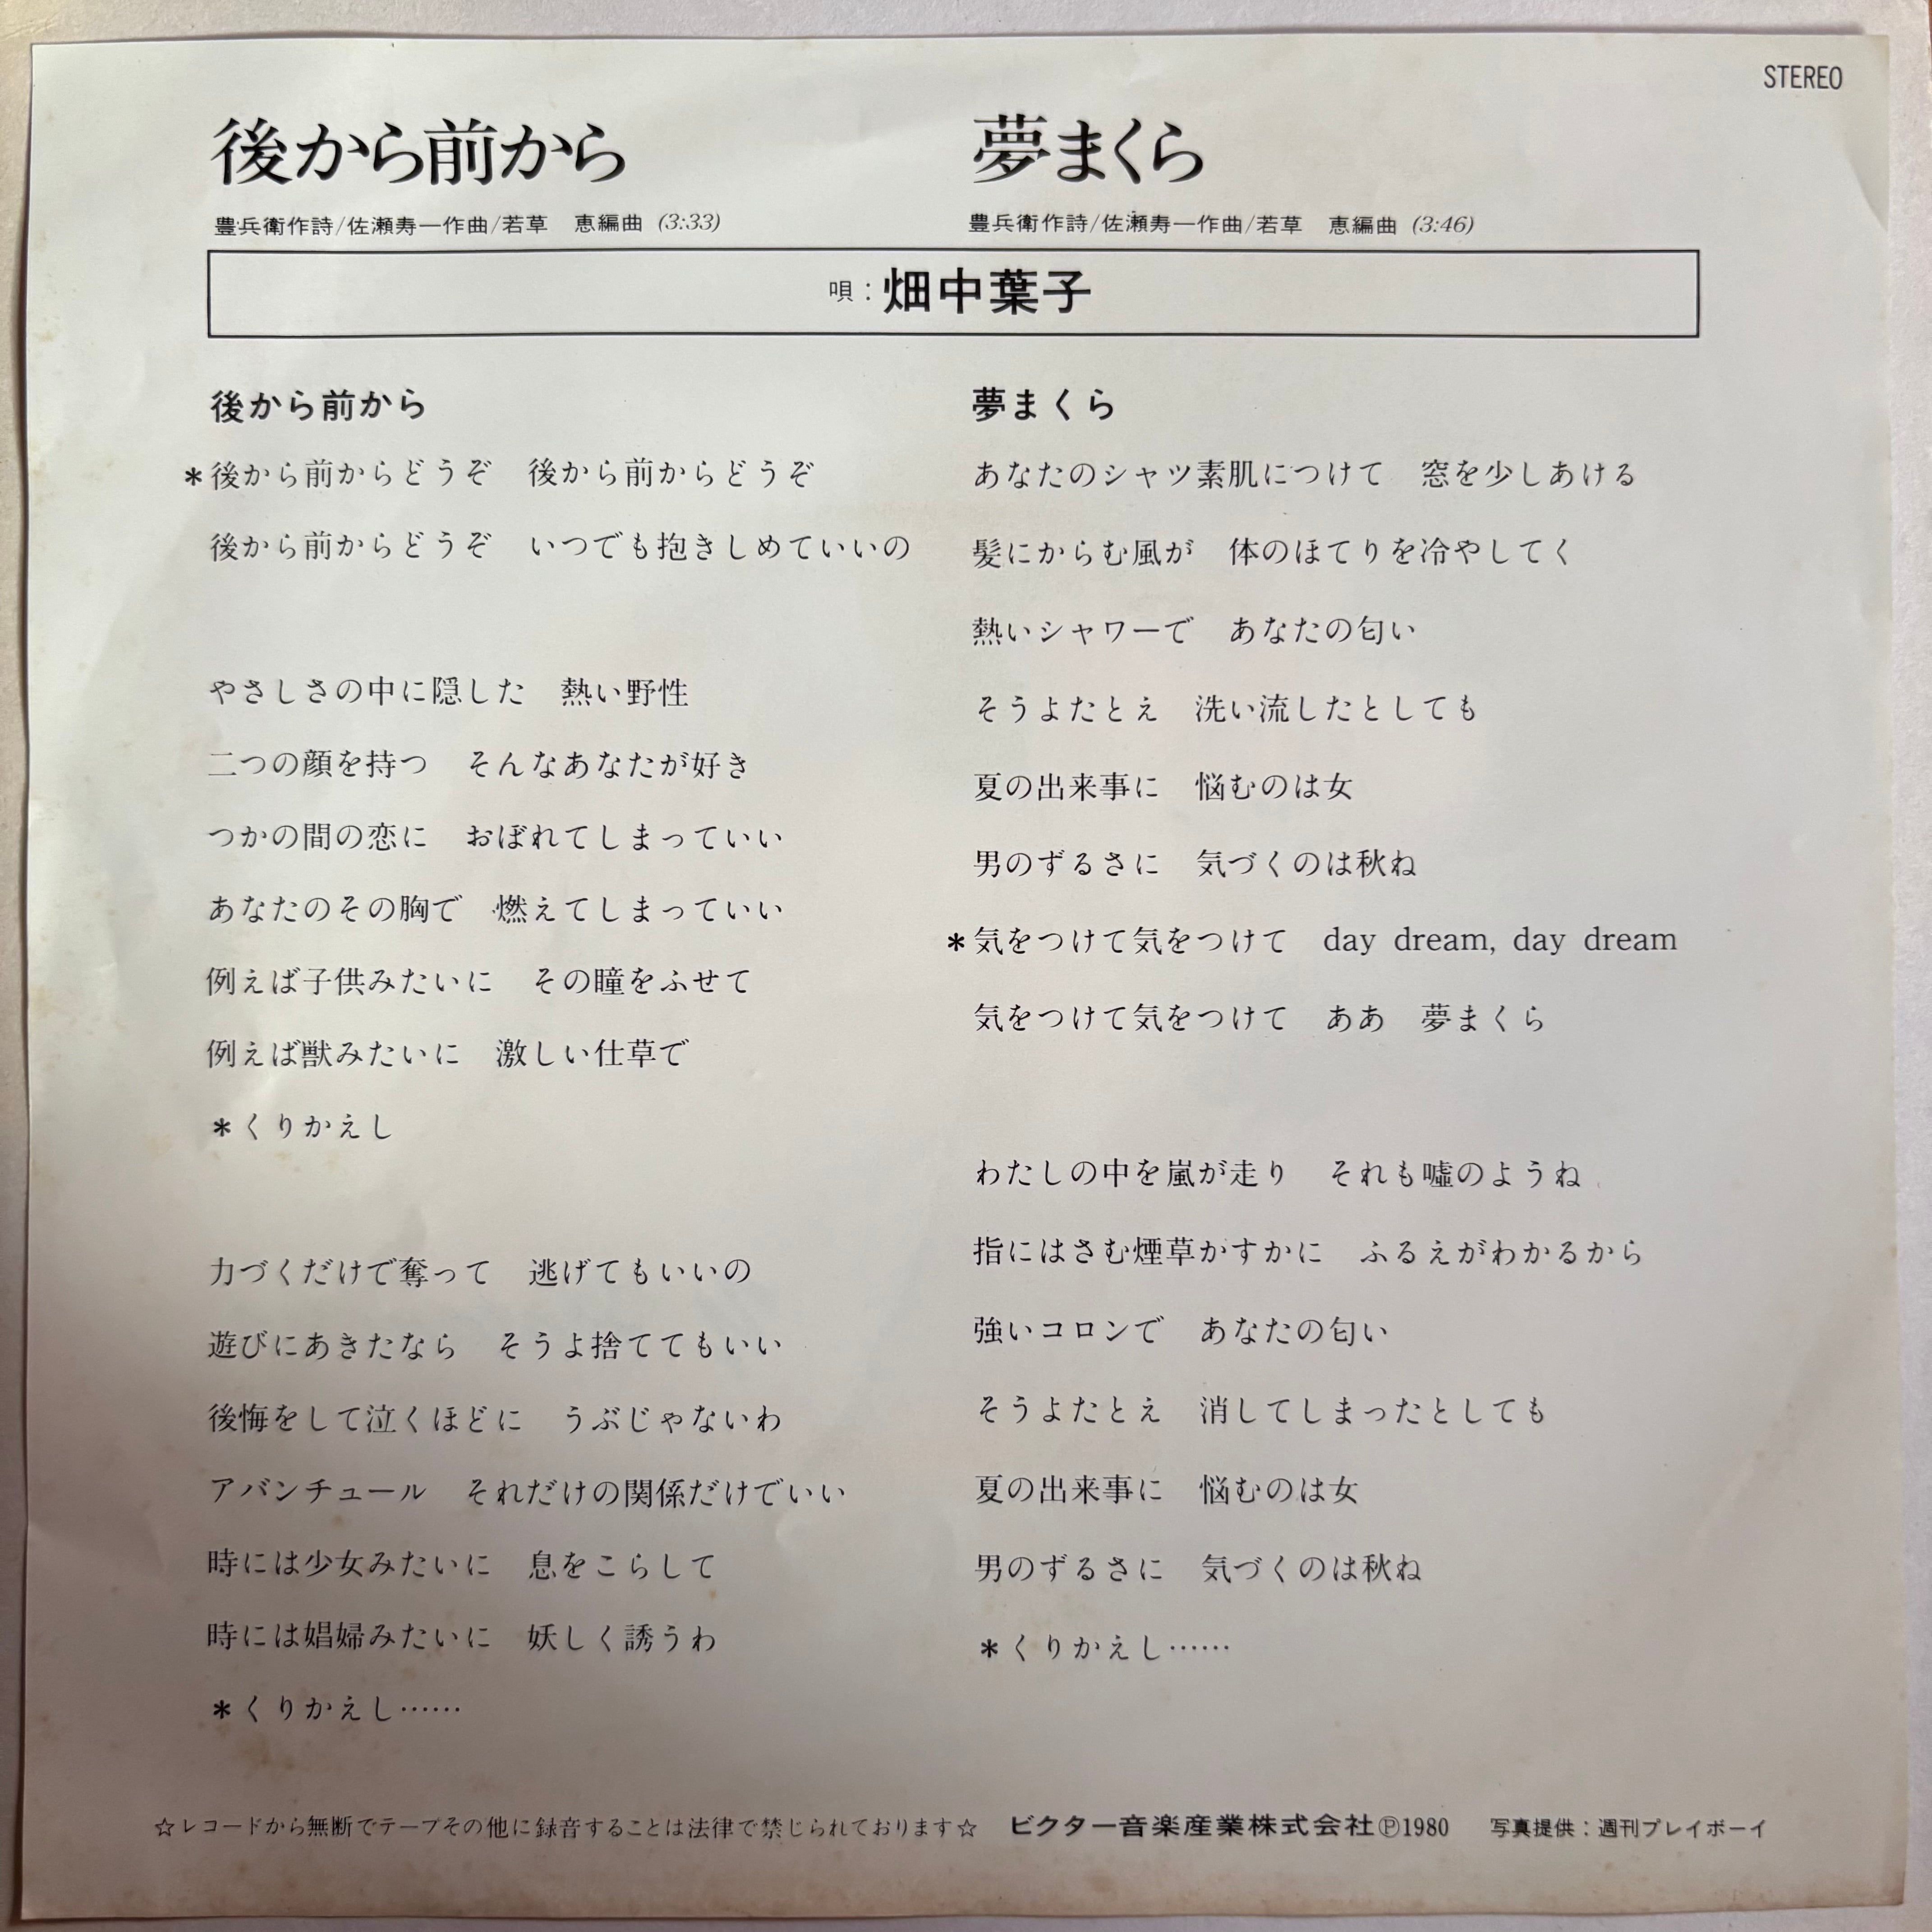 STEREO
後から前から
豊兵衛作詩/佐瀬寿一作曲/若草　恵編曲 (3:33)
夢まくら
豊兵衛作詩/佐瀬寿一作曲/若草　恵編曲 (3:46)
唄：畑中葉子
後から前から
＊後から前からどうぞ　後から前からどうぞ
後から前からどうぞ　いつでも抱きしめていいの
やさしさの中に隠した　熱い野性
二つの顔を持つ　そんなあなたが好き
つかの間の恋に　おぼれてしまっていい
あなたのその胸で　燃えてしまっていい
例えば子供みたいに　その瞳をふせて
例えば獣みたいに　激しい仕草で
＊くりかえし
力づくだけで奪って　逃げてもいいの
遊びにあきたなら　そうよ捨ててもいい
後悔をして泣くほどに　うぶじゃないわ
アバンチュール　それだけの関係だけでいい
時には少女みたいに　息をこらして
時には娼婦みたいに　妖しく誘うわ
＊くりかえし……
夢まくら
あなたのシャツ素肌につけて　窓を少しあける
髪にからむ風が　体のほてりを冷やしてく
熱いシャワーで　あなたの匂い
そうよたとえ　洗い流したとしても
夏の出来事に　悩むのは女
男のずるさに　気づくのは秋ね
＊気をつけて気をつけて　day dream, day dream
気をつけて気をつけて　ああ　夢まくら
わたしの中を嵐が走り　それも嘘のようね
指にはさむ煙草かすかに　ふるえがわかるから
強いコロンで　あなたの匂い
そうよたとえ　消してしまったとしても
夏の出来事に　悩むのは女
男のずるさに　気づくのは秋ね
＊くりかえし……
☆レコードから無断でテープその他に録音することは法律で禁じられております☆　ビクター音楽産業株式会社Ⓟ1980　写真提供：週刊プレイボーイ